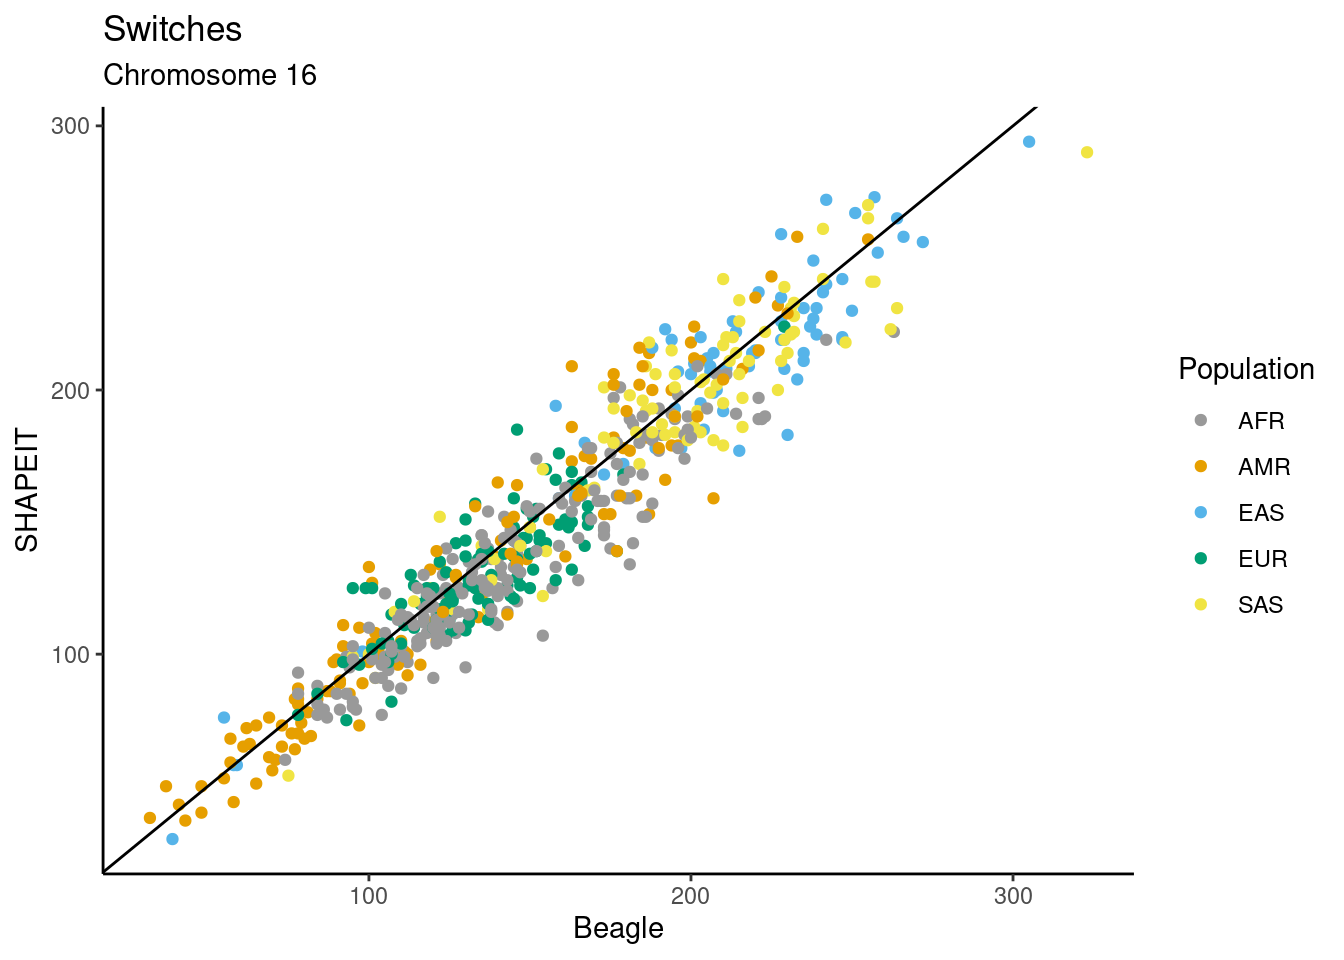 Switches
Chromosome 16
300
200
100
SHAPEIT
100
200
300
Beagle
Population
AFR
AMR
EAS
EUR
SAS